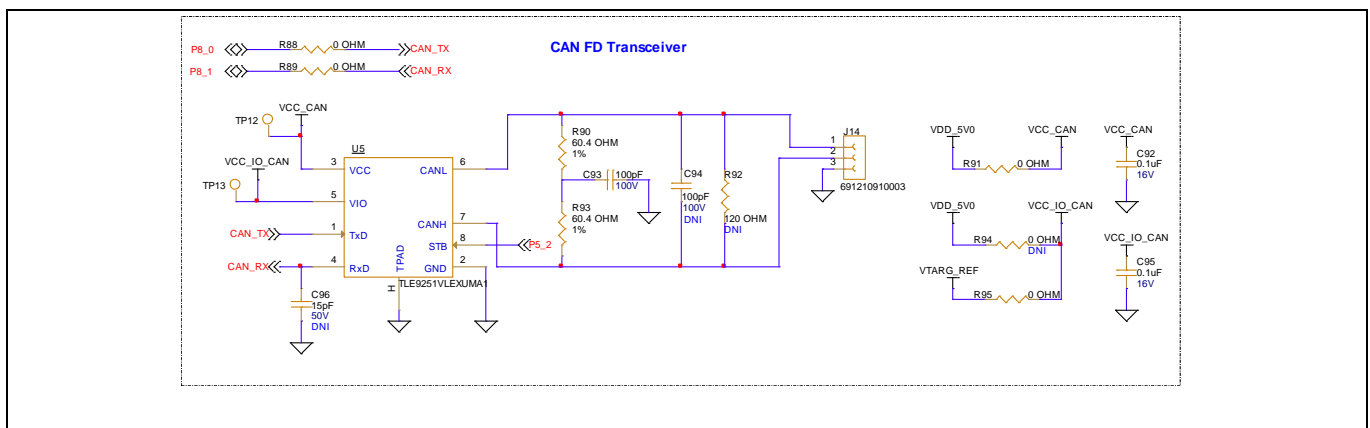 CAN FD Transceiver
P8_0
R88
0 OHM
CAN_TX
P8_1
R89
0 OHM
CAN_RX
VCC_CAN
TP12
VCC_IO_CAN
TP13
CAN_TX
CAN_RX
U5
3
VCC
CANL
6
5
VIO
CANH
7
1
TxD
STB
8
P5_2
4
RxD
GND
2
TPAD
H
TLE9251VLEXUMA1
C96
15pF
50V
DNI
R90
60.4 OHM
1%
C93
100pF
100V
R93
60.4 OHM
1%
C94
100pF
100V
DNI
R92
120 OHM
DNI
J14
1
2
3
691210910003
VDD_5V0
VCC_CAN
R91
0 OHM
VDD_5V0
VCC_IO_CAN
R94
0 OHM
DNI
VTARG_REF
R95
0 OHM
VCC_CAN
C92
0.1uF
16V
VCC_IO_CAN
C95
0.1uF
16V